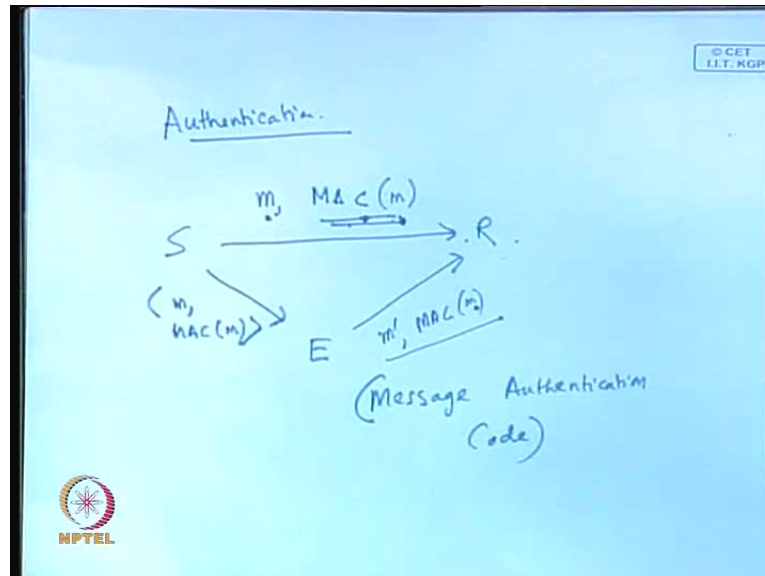 © CET
I.I.T. KGP
Authentication.
m, MAC(m)
S
.R.
(m,
MAC(m)>
E
m', MAC(m)
(Message Authentication
Code)
NPTEL